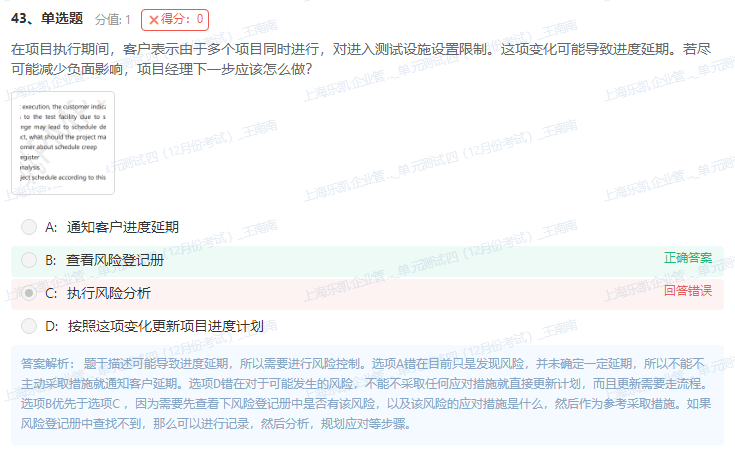 43、单选题 分值: 1 ✕得分：0
在项目执行期间，客户表示由于多个项目同时进行，对进入测试设施设置限制。这项变化可能导致进度延期。若尽
可能减少负面影响，项目经理下一步应该怎么做?
execution, the customer indica
to the test facility due to s
nge may lead to schedule de
ct, what should the project ma
omer about schedule creep
egister
nalysis
ject schedule according to this
A: 通知客户进度延期
B: 查看风险登记册 正确答案
C: 执行风险分析 回答错误
D: 按照这项变化更新项目进度计划
答案解析： 题干描述可能导致进度延期，所以需要进行风险控制。选项A错在目前只是发现风险，并未确定一定延期，所以不能不
主动采取措施就通知客户延期。选项D错在对于可能发生的风险，不能不采取任何应对措施就直接更新计划，而且更新需要走流程。
选项B优先于选项C ，因为需要先查看下风险登记册中是否有该风险，以及该风险的应对措施是什么，然后作为参考采取措施。如果
风险登记册中查找不到，那么可以进行记录，然后分析，规划应对等步骤。
上海乐凯企业管..._单元测试四（12月份考试）_王南南